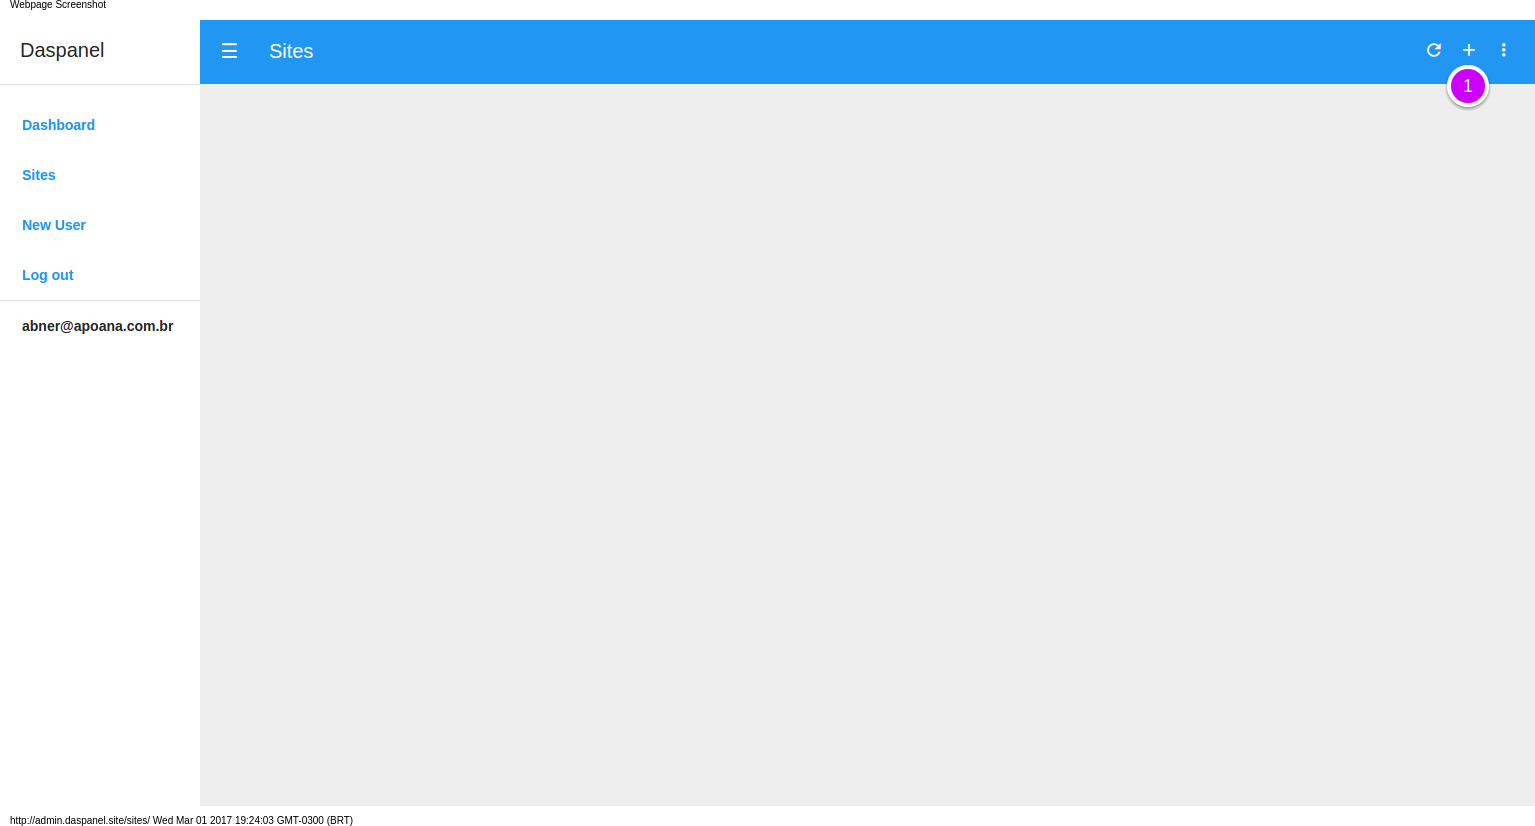 Webpage Screenshot
Daspanel
Sites
1
Dashboard
Sites
New User
Log out
abner@apoana.com.br
http://admin.daspanel.site/sites/ Wed Mar 01 2017 19:24:03 GMT-0300 (BRT)